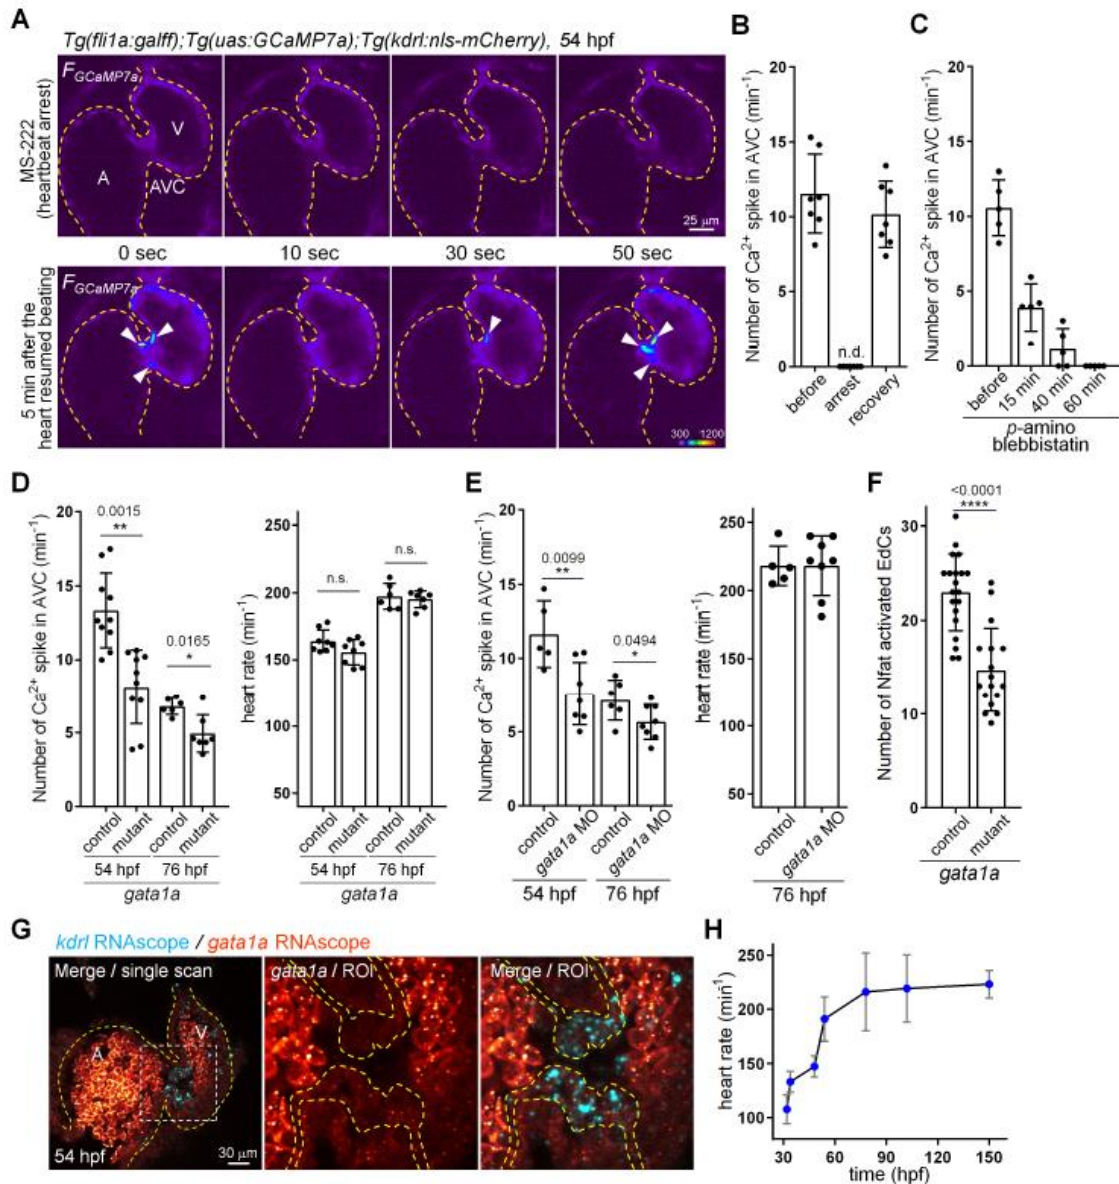 A
Tg(fli1a:galff);Tg(uas:GCaMP7a);Tg(kdrl:nls-mCherry), 54 hpf
MS-222
(heartbeat arrest)
F GCaMP7a
V
A
AVC
25 µm
0 sec
10 sec
30 sec
50 sec
5 min after the
heart resumed beating
F GCaMP7a
300
1200
B
Number of Ca2+ spike in AVC (min-1)
20
15
10
5
0
n.d.
before
arrest
recovery
C
Number of Ca2+ spike in AVC (min-1)
20
15
10
5
0
before
15 min
40 min
60 min
p-amino
blebbistatin
D
Number of Ca2+ spike in AVC (min-1)
20
15
10
5
0
0.0015
**
0.0165
*
control
mutant
control
mutant
54 hpf
76 hpf
gata1a
heart rate (min-1)
250
200
150
100
50
n.s.
n.s.
control
mutant
control
mutant
54 hpf
76 hpf
gata1a
E
Number of Ca2+ spike in AVC (min-1)
20
15
10
5
0
0.0099
**
0.0494
*
control
gata1a MO
control
gata1a MO
54 hpf
76 hpf
heart rate (min-1)
250
200
150
100
50
control
gata1a MO
76 hpf
F
Number of Nfat activated EdCs
30
20
10
0
<0.0001
****
control
mutant
gata1a
G
kdrl RNAscope / gata1a RNAscope
Merge / single scan
A
V
54 hpf
30 µm
gata1a / ROI
Merge / ROI
H
heart rate (min-1)
250
200
150
100
30
60
90
120
150
time (hpf)